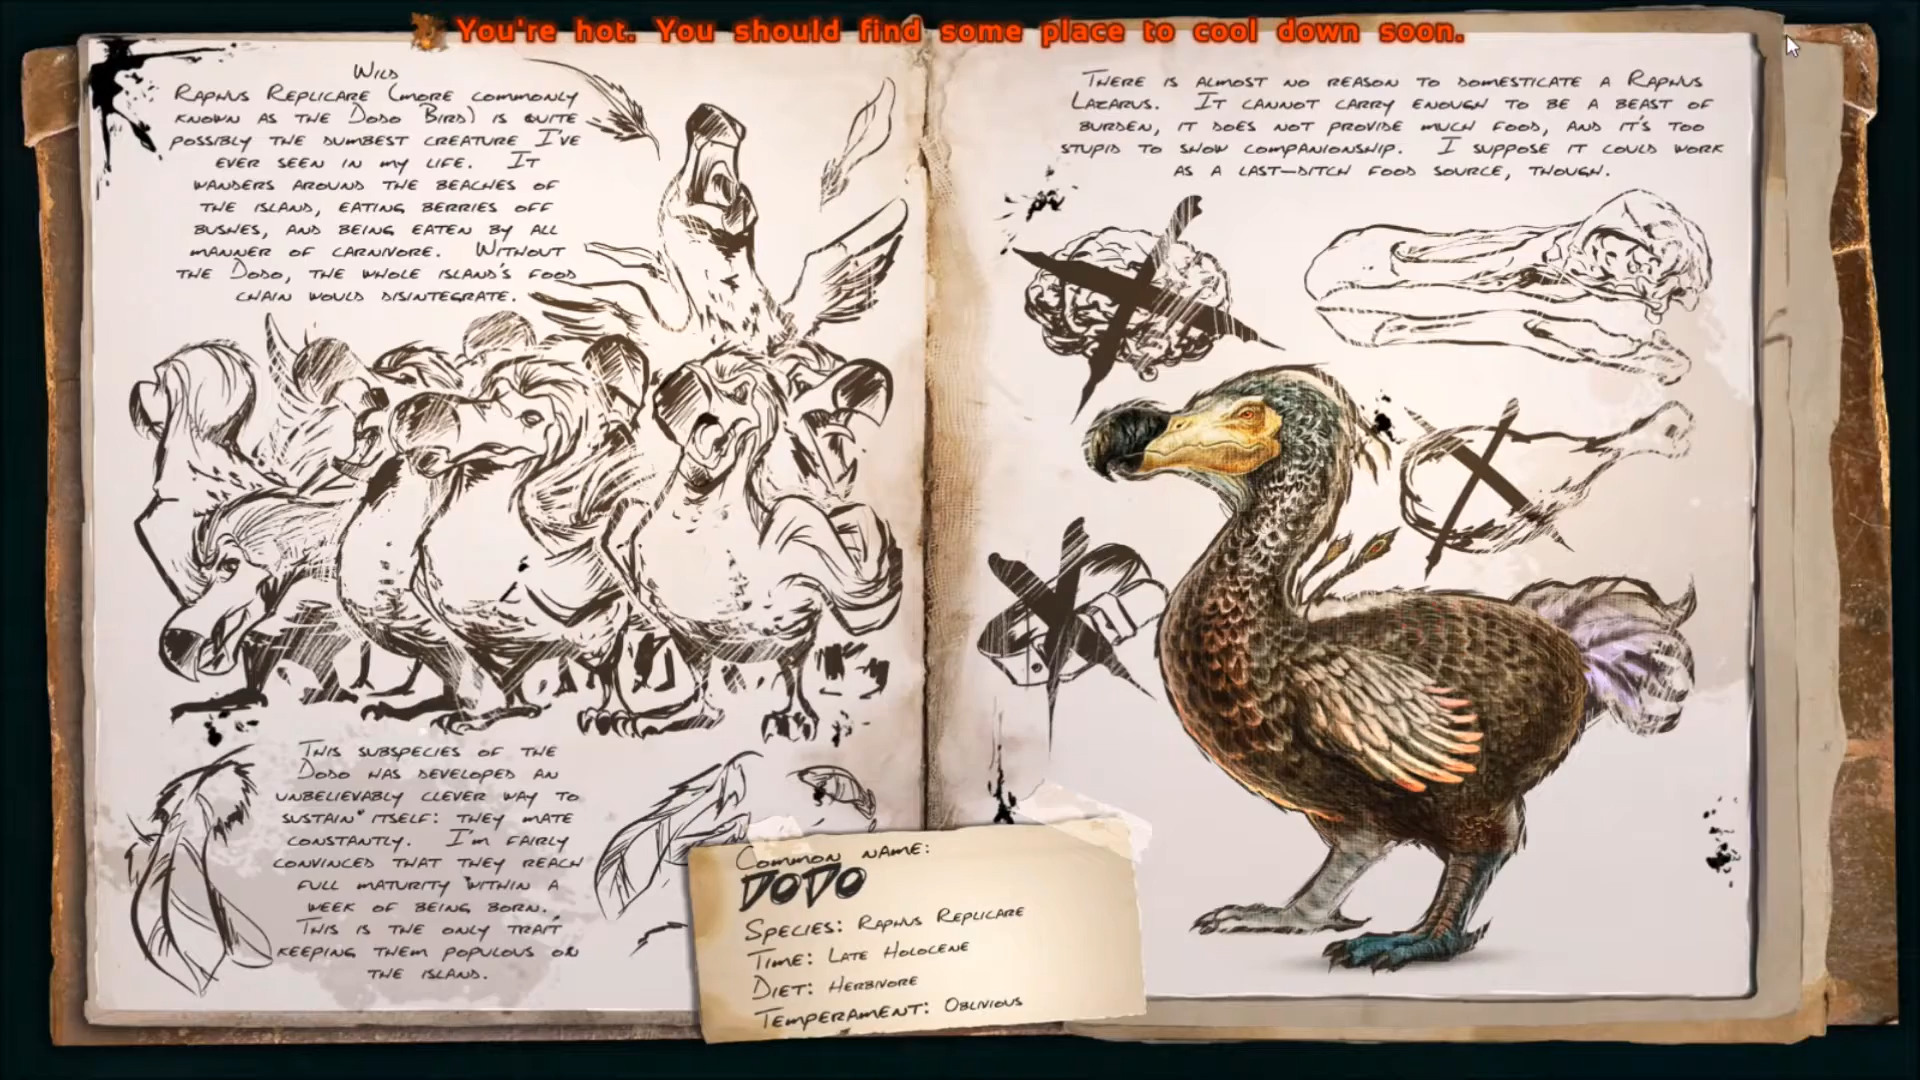 You're hot. You should find some place to cool down soon.
Wild
Raphus Replicare (more commonly
known as the Dodo Bird) is quite
possibly the dumbest creature I've
ever seen in my life. It
wanders around the beaches of
the island, eating berries off
bushes, and being eaten by all
manner of carnivore. Without
the Dodo, the whole island's food
chain would disintegrate.
This subspecies of the
Dodo has developed an
unbelievably clever way to
sustain itself: they mate
constantly. I'm fairly
convinced that they reach
full maturity within a
week of being born.
This is the only trait
keeping them populous on
the island.
Common name:
DODO
Species: Raphus Replicare
Time: Late Holocene
Diet: Herbivore
Temperament: Oblivious
There is almost no reason to domesticate a Raphus
Lazarus. It cannot carry enough to be a beast of
burden, it does not provide much food, and it's too
stupid to show companionship. I suppose it could work
as a last-ditch food source, though.